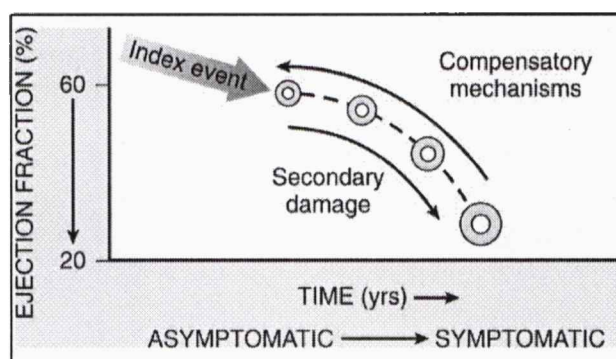 EJECTION FRACTION (%)
60
20
Index event
Compensatory
mechanisms
Secondary
damage
TIME (yrs)
ASYMPTOMATIC
SYMPTOMATIC